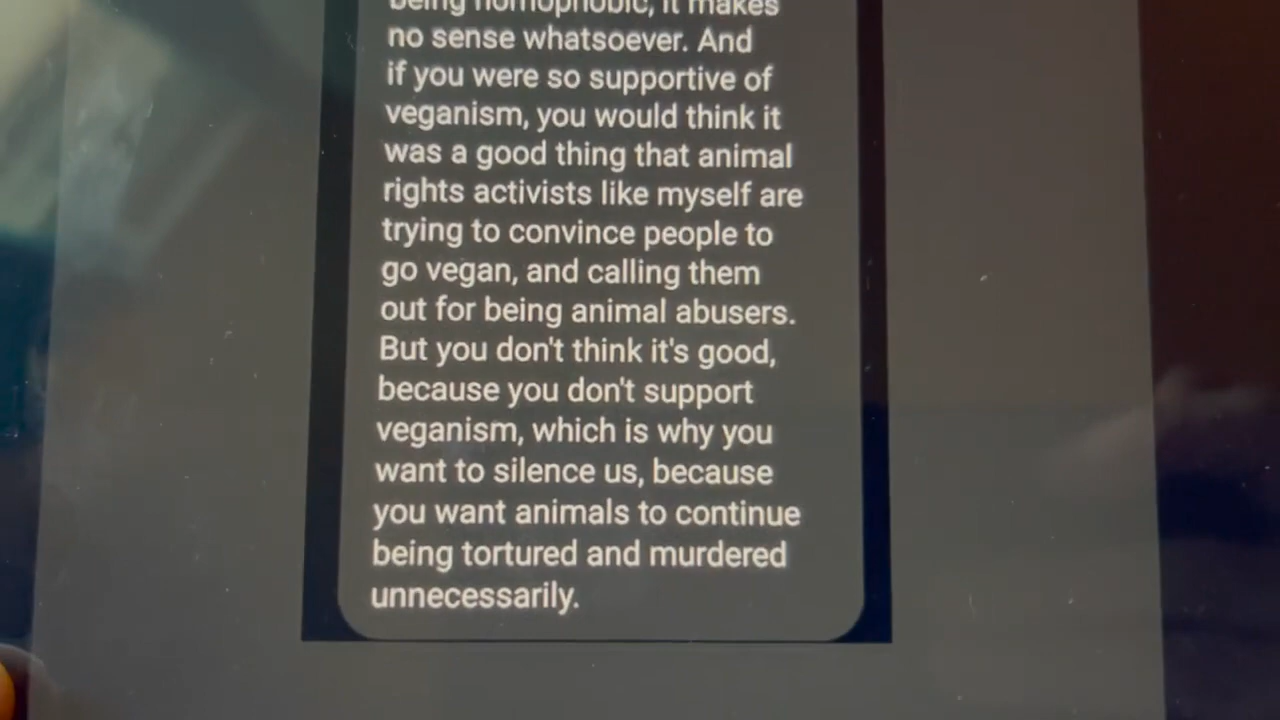 being homophobic, it makes
no sense whatsoever. And
if you were so supportive of
veganism, you would think it
was a good thing that animal
rights activists like myself are
trying to convince people to
go vegan, and calling them
out for being animal abusers.
But you don't think it's good,
because you don't support
veganism, which is why you
want to silence us, because
you want animals to continue
being tortured and murdered
unnecessarily.